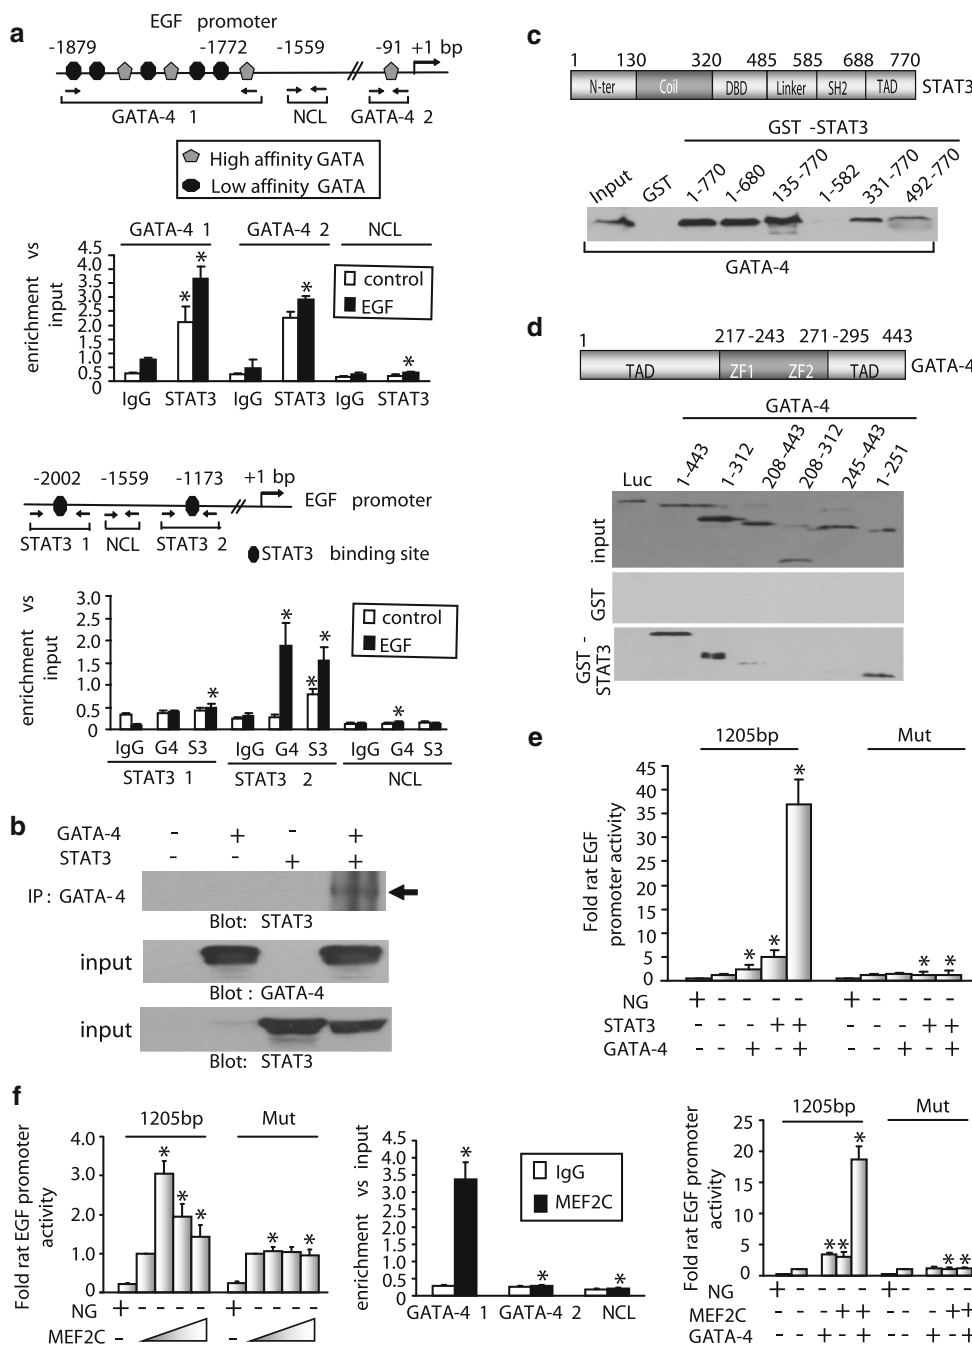 a
EGF promoter
-1879 -1772 -1559 -91 +1 bp
GATA-4 1 NCL GATA-4 2
High affinity GATA
Low affinity GATA
GATA-4 1 GATA-4 2 NCL
enrichment vs input
4.5
4.0
3.5
3.0
2.5
2.0
1.5
1.0
0.5
0
* * * *
control
EGF
IgG STAT3 IgG STAT3 IgG STAT3
-2002 -1559 -1173 +1 bp
EGF promoter
STAT3 1 NCL STAT3 2
STAT3 binding site
enrichment vs input
3.0
2.5
2.0
1.5
1.0
0.5
0
* * * * *
control
EGF
IgG G4 S3 IgG G4 S3 IgG G4 S3
STAT3 1 STAT3 2 NCL
b
GATA-4 - + - +
STAT3 - - + +
IP : GATA-4
Blot: STAT3
input
Blot : GATA-4
input
Blot: STAT3
c
1 130 320 485 585 688 770
N-ter Coil DBD Linker SH2 TAD STAT3
GST -STAT3
Input GST 1-770 1-680 135-770 1-582 331-770 492-770
GATA-4
d
1 217 -243 271 -295 443
TAD ZF1 ZF2 TAD GATA-4
GATA-4
Luc 1-443 1-312 208-443 208-312 245-443 1-251
input
GST
GST - STAT3
e
1205bp Mut
Fold rat EGF promoter activity
45
40
35
30
25
20
15
10
5
0
* * * * *
NG + - - - - + - - - -
STAT3 - - - + + - - - + +
GATA-4 - - + - + - - + - +
f
1205bp Mut
Fold rat EGF promoter activity
4.0
3.0
2.0
1.0
0
* * * * *
NG + - - - - + - - - -
MEF2C - -
enrichment vs input
4.5
4.0
3.5
3.0
2.5
2.0
1.5
1.0
0.5
0
* * *
IgG
MEF2C
GATA-4 1 GATA-4 2 NCL
1205bp Mut
Fold rat EGF promoter activity
25
20
15
10
5
0
** * ** *
NG + - - - - + - - - -
MEF2C - - - + + - - - + +
GATA-4 - - + - + - - + - +